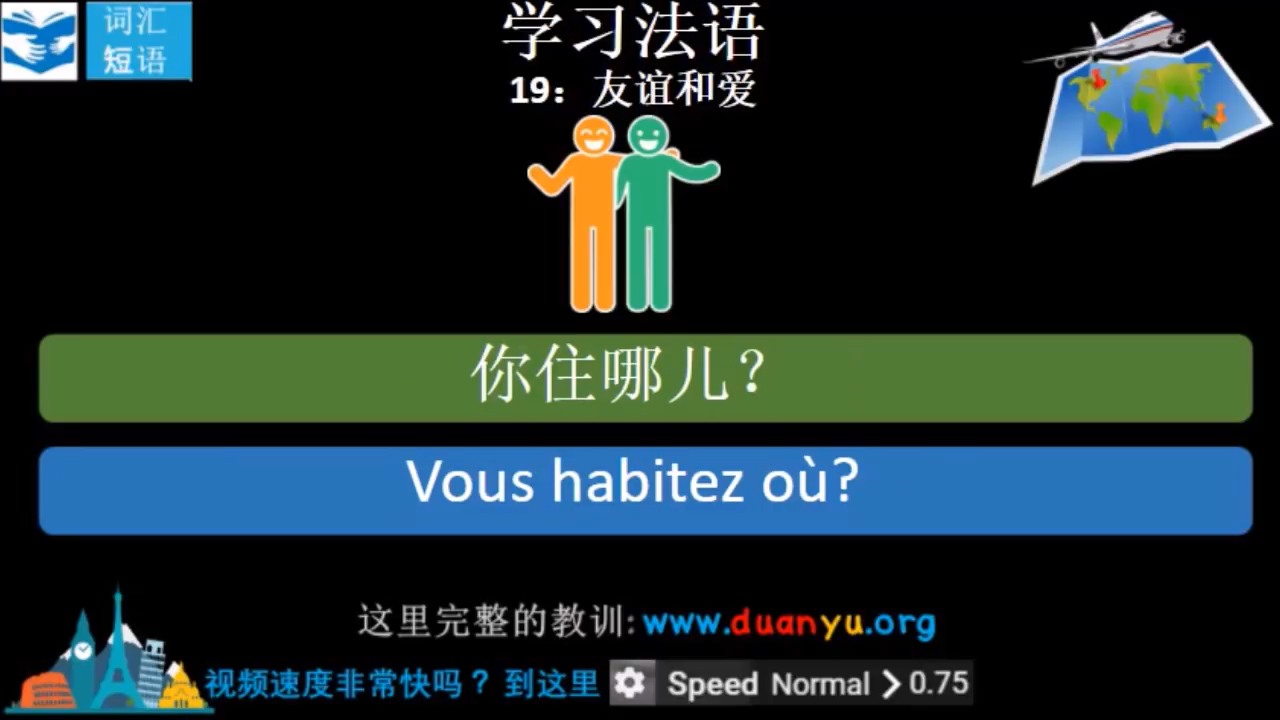 词汇
短语
学习法语
19：友谊和爱
你住哪儿？
Vous habitez où?
这里完整的教训: www.duanyu.org
视频速度非常快吗？到这里 Speed Normal > 0.75